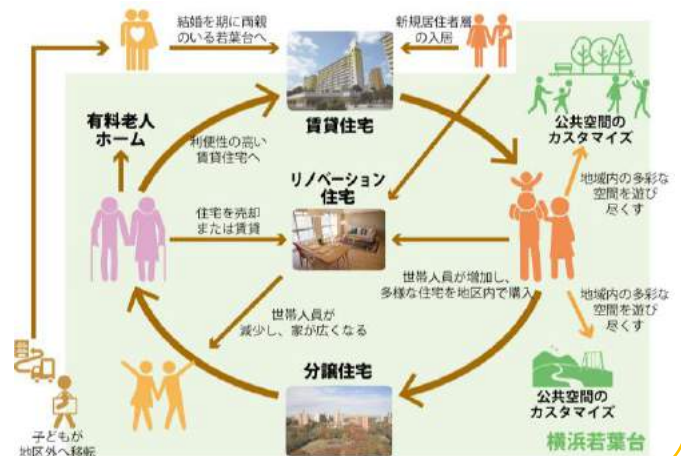 結婚を期に両親
のいる若葉台へ
新規居住者層
の入居
賃貸住宅
有料老人
ホーム
利便性の高い
賃貸住宅へ
公共空間の
カスタマイズ
リノベーション
住宅
地域内の多彩な
空間を遊び
尽くす
住宅を売却
または賃貸
世帯人員が増加し、
多様な住宅を地区内で購入
世帯人員が
減少し、家が広くなる
地域内の多彩な
空間を遊び
尽くす
分譲住宅
公共空間の
カスタマイズ
子どもが
地区外へ移転
横浜若葉台